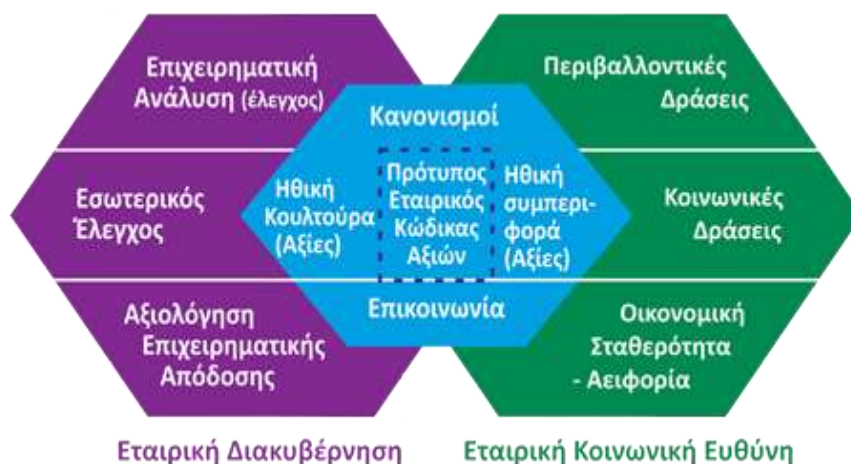 Επιχειρηματική
Ανάλυση (έλεγχος)
Εσωτερικός
Έλεγχος
Αξιολόγηση
Επιχειρηματικής
Απόδοσης
Κανονισμοί
Ηθική
Κουλτούρα
(Αξίες)
Πρότυπος
Εταιρικός
Κώδικας
Αξιών
Ηθική
συμπερι-
φορά
(Αξίες)
Επικοινωνία
Περιβαλλοντικές
Δράσεις
Κοινωνικές
Δράσεις
Οικονομική
Σταθερότητα
- Αειφορία
Εταιρική Διακυβέρνηση
Εταιρική Κοινωνική Ευθύνη